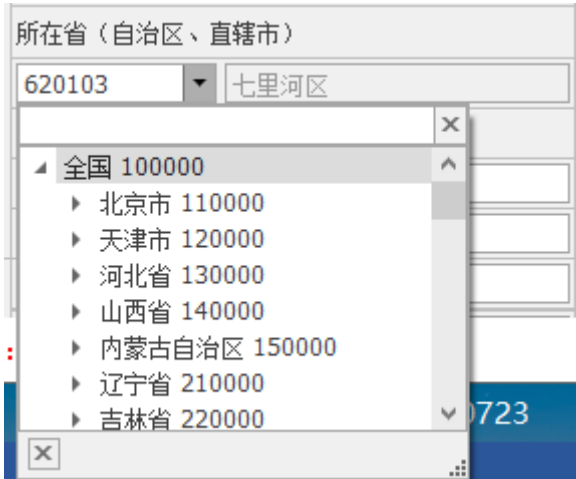 所在省（自治区、直辖市）
620103 七里河区
全国 100000
北京市 110000
天津市 120000
河北省 130000
山西省 140000
内蒙古自治区 150000
辽宁省 210000
吉林省 220000
:
0723